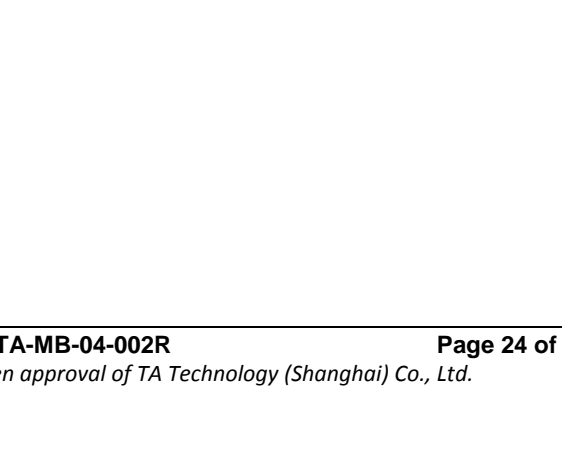 TA-MB-04-002R Page 24 of
en approval of TA Technology (Shanghai) Co., Ltd.